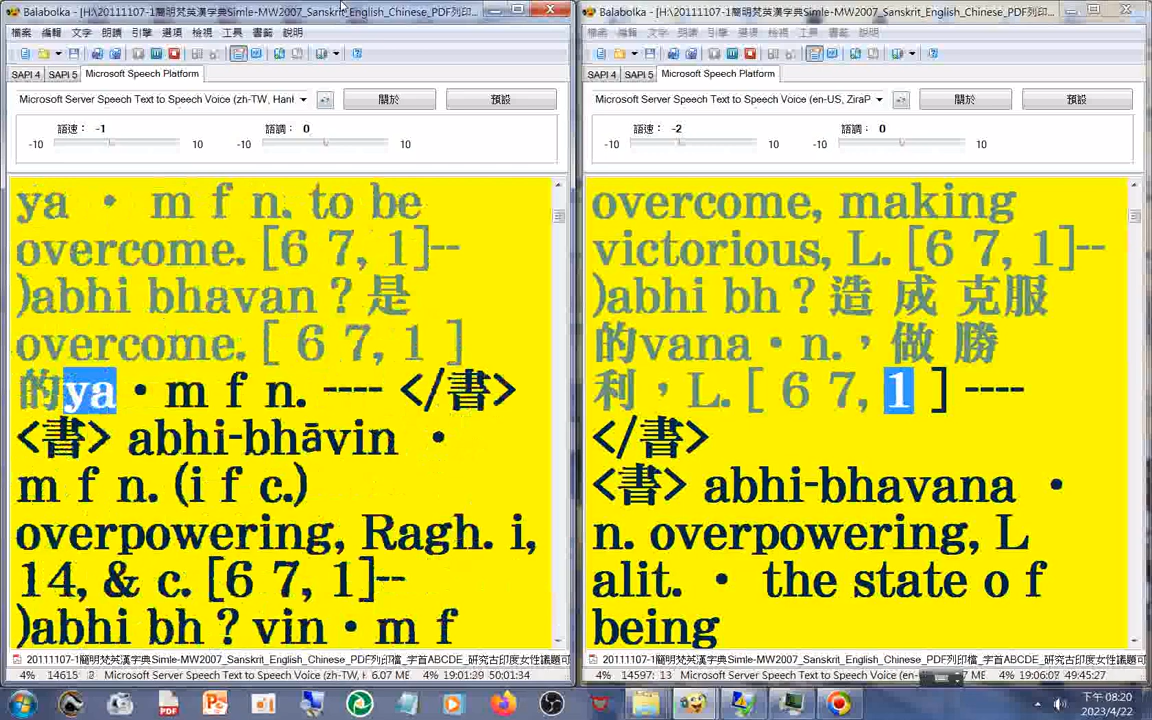 Balabolka - [H:\20111107-1簡明梵英漢字典Simle-MW2007_Sanskrit_English_Chinese_PDF列印...
檔案 編輯 文字 朗讀 引擎 選項 檢視 工具 書籤 說明
SAPI 4 SAPI 5 Microsoft Speech Platform
Microsoft Server Speech Text to Speech Voice (zh-TW, HanH
關於 預設
語速： -1 語調： 0
-10 10 -10 10
ya • m f n. to be
overcome. [6 7, 1]--
)abhi bhavan？是
overcome. [ 6 7, 1 ]
的ya • m f n. ---- </書>
<書> abhi-bhāvin •
m f n. (i f c.)
overpowering, Ragh. i,
14, & c. [6 7, 1]--
)abhi bh？vin • m f
20111107-1簡明梵英漢字典Simle-MW2007_Sanskrit_English_Chinese_PDF列印檔_字首ABCDE_研究古印度女性議題可
4% 14615: Microsoft Server Speech Text to Speech Voice (zh-TW, H 6.07 ME 4% 19:01:39 50:01:34
Balabolka - [H:\20111107-1簡明梵英漢字典Simle-MW2007_Sanskrit_English_Chinese_PDF列印...
檔案 編輯 文字 朗讀 引擎 選項 檢視 工具 書籤 說明
SAPI 4 SAPI 5 Microsoft Speech Platform
Microsoft Server Speech Text to Speech Voice (en-US, ZiraP
關於 預設
語速： -2 語調： 0
-10 10 -10 10
overcome, making
victorious, L. [6 7, 1]--
)abhi bh？造 成 克服
的vana • n.，做 勝
利，L. [ 6 7, 1 ] ----
</書>
<書> abhi-bhavana •
n. overpowering, L
alit. • the state o f
being
20111107-1簡明梵英漢字典Simle-MW2007_Sanskrit_English_Chinese_PDF列印檔_字首ABCDE_研究古印度女性議題可
4% 14597: 13 Microsoft Server Speech Text to Speech Voice (en- 4% 19:06:07 49:45:27
PDF
下午 08:20
2023/4/22